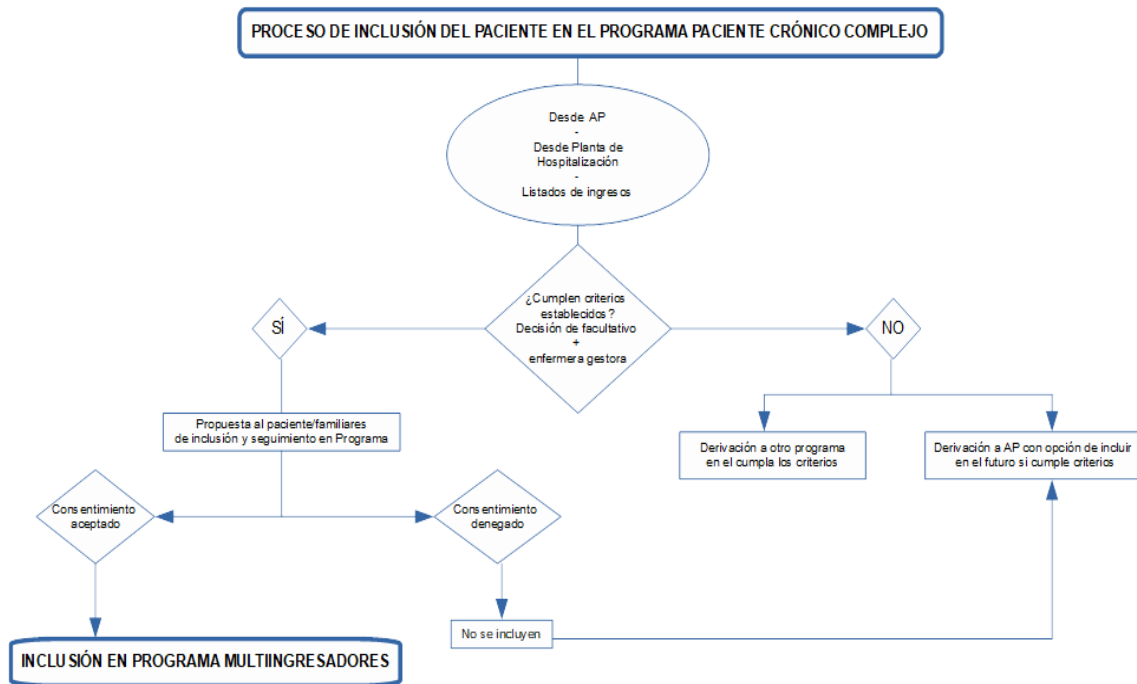 PROCESO DE INCLUSIÓN DEL PACIENTE EN EL PROGRAMA PACIENTE CRÓNICO COMPLEJO
Desde AP
-
Desde Planta de
Hospitalización
-
Listados de ingresos
¿Cumplen criterios
establecidos?
Decisión de facultativo
+
enfermera gestora
SÍ
NO
Propuesta al paciente/familiares
de inclusión y seguimiento en Programa
Derivación a otro programa
en el cumpla los criterios
Derivación a AP con opción de incluir
en el futuro si cumple criterios
Consentimiento
aceptado
Consentimiento
denegado
No se incluyen
INCLUSIÓN EN PROGRAMA MULTIINGRESADORES